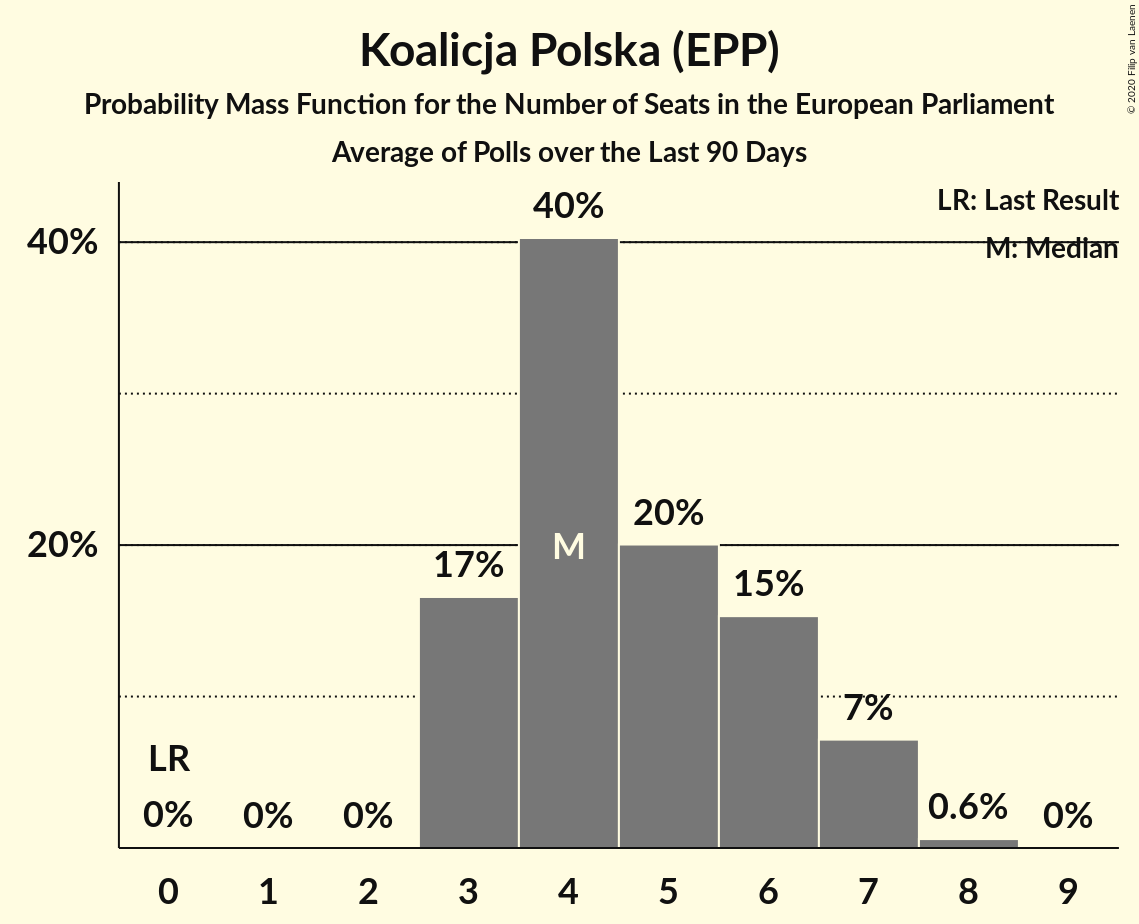 Koalicja Polska (EPP)
Probability Mass Function for the Number of Seats in the European Parliament
Average of Polls over the Last 90 Days
© 2020 Filip van Laenen
LR: Last Result
M: Median
40%
20%
LR
0%
0%
0%
17%
40%
M
20%
15%
7%
0.6%
0%
0 1 2 3 4 5 6 7 8 9